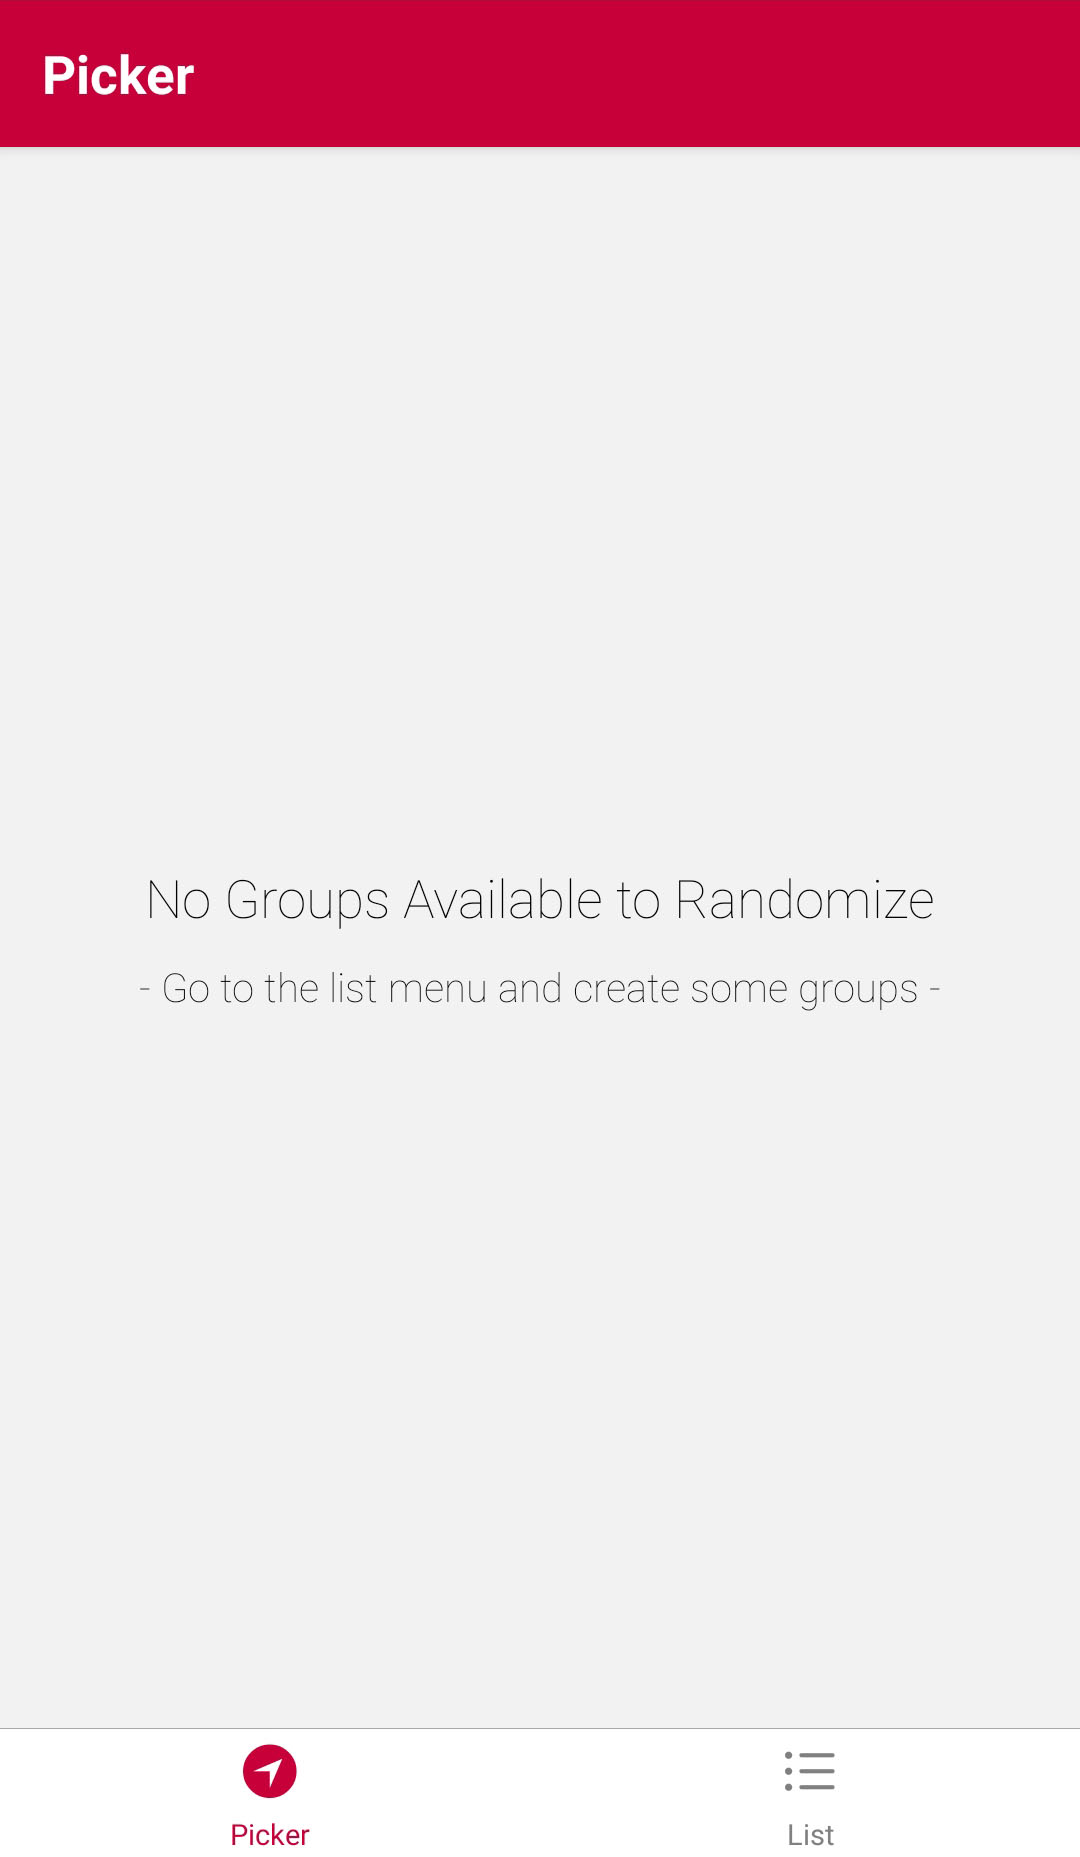 Picker
No Groups Available to Randomize
- Go to the list menu and create some groups -
Picker
List